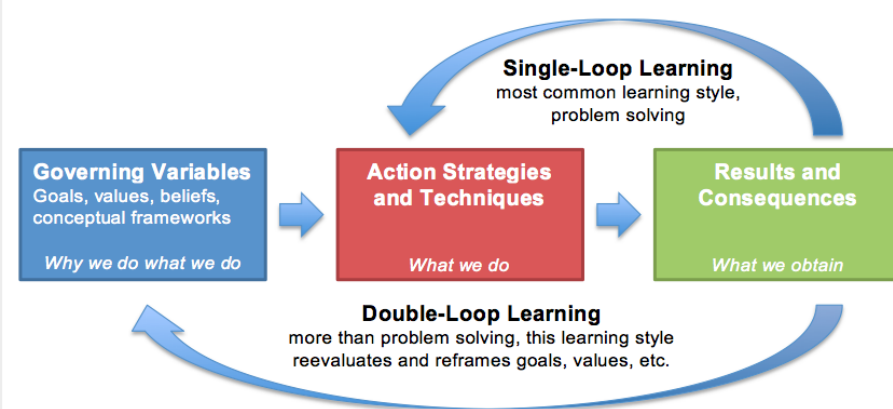 Single-Loop Learning
most common learning style,
problem solving
Governing Variables
Goals, values, beliefs,
conceptual frameworks
Why we do what we do
Action Strategies
and Techniques
What we do
Results and
Consequences
What we obtain
Double-Loop Learning
more than problem solving, this learning style
reevaluates and reframes goals, values, etc.